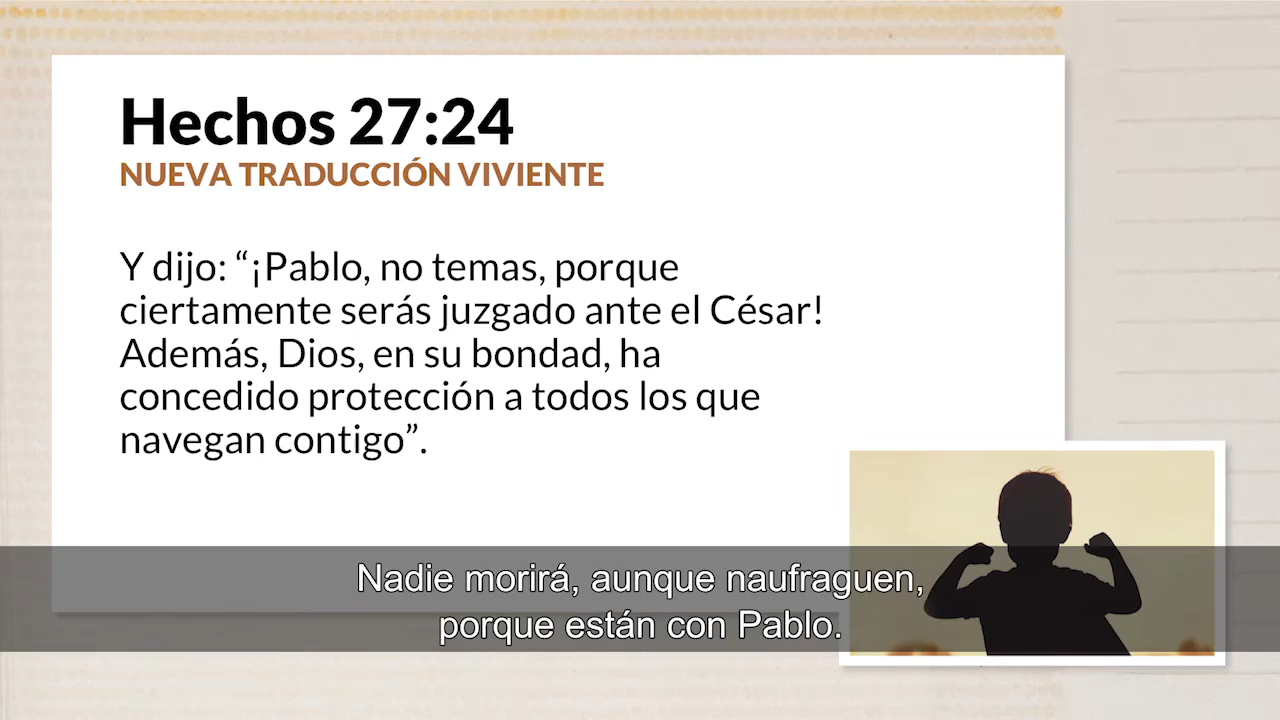 Hechos 27:24
NUEVA TRADUCCIÓN VIVIENTE
Y dijo: “¡Pablo, no temas, porque
ciertamente serás juzgado ante el César!
Además, Dios, en su bondad, ha
concedido protección a todos los que
navegan contigo”.
Nadie morirá, aunque naufraguen,
porque están con Pablo.